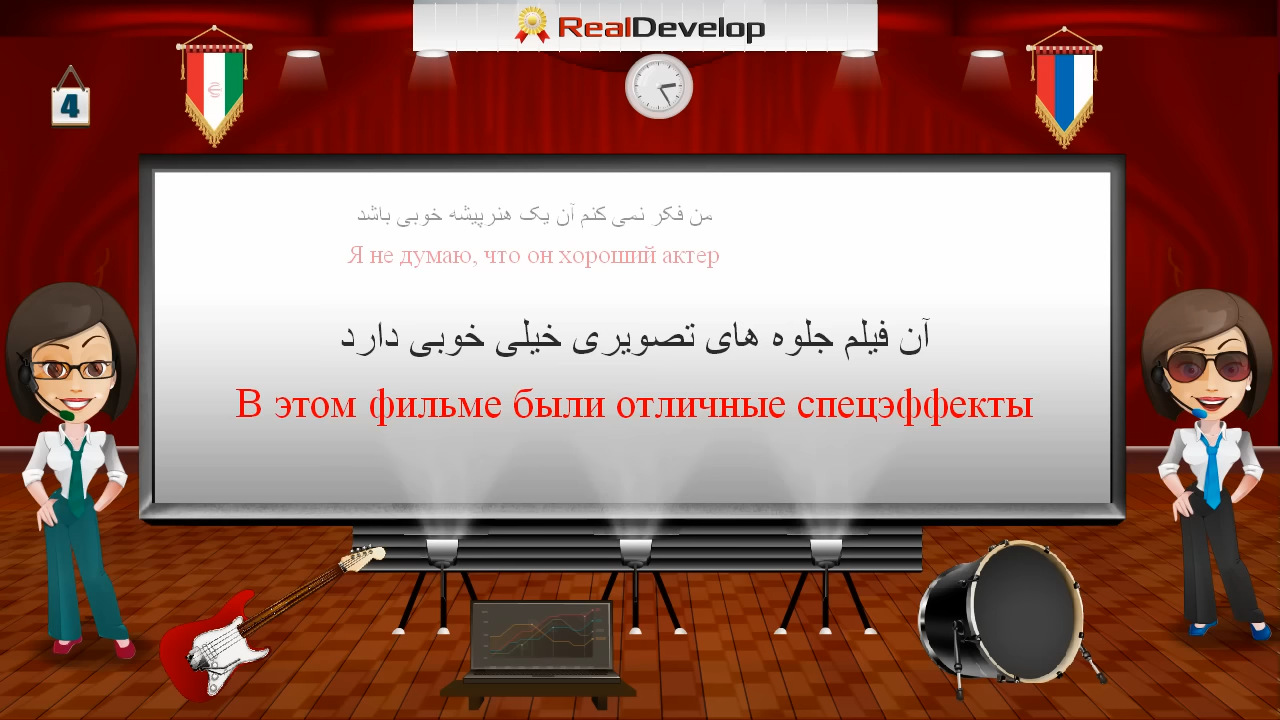 RealDevelop
4
من فکر نمی کنم آن یک هنرپیشه خوبی باشد
Я не думаю, что он хороший актер
آن فیلم جلوه های تصویری خیلی خوبی دارد
В этом фильме были отличные спецэффекты